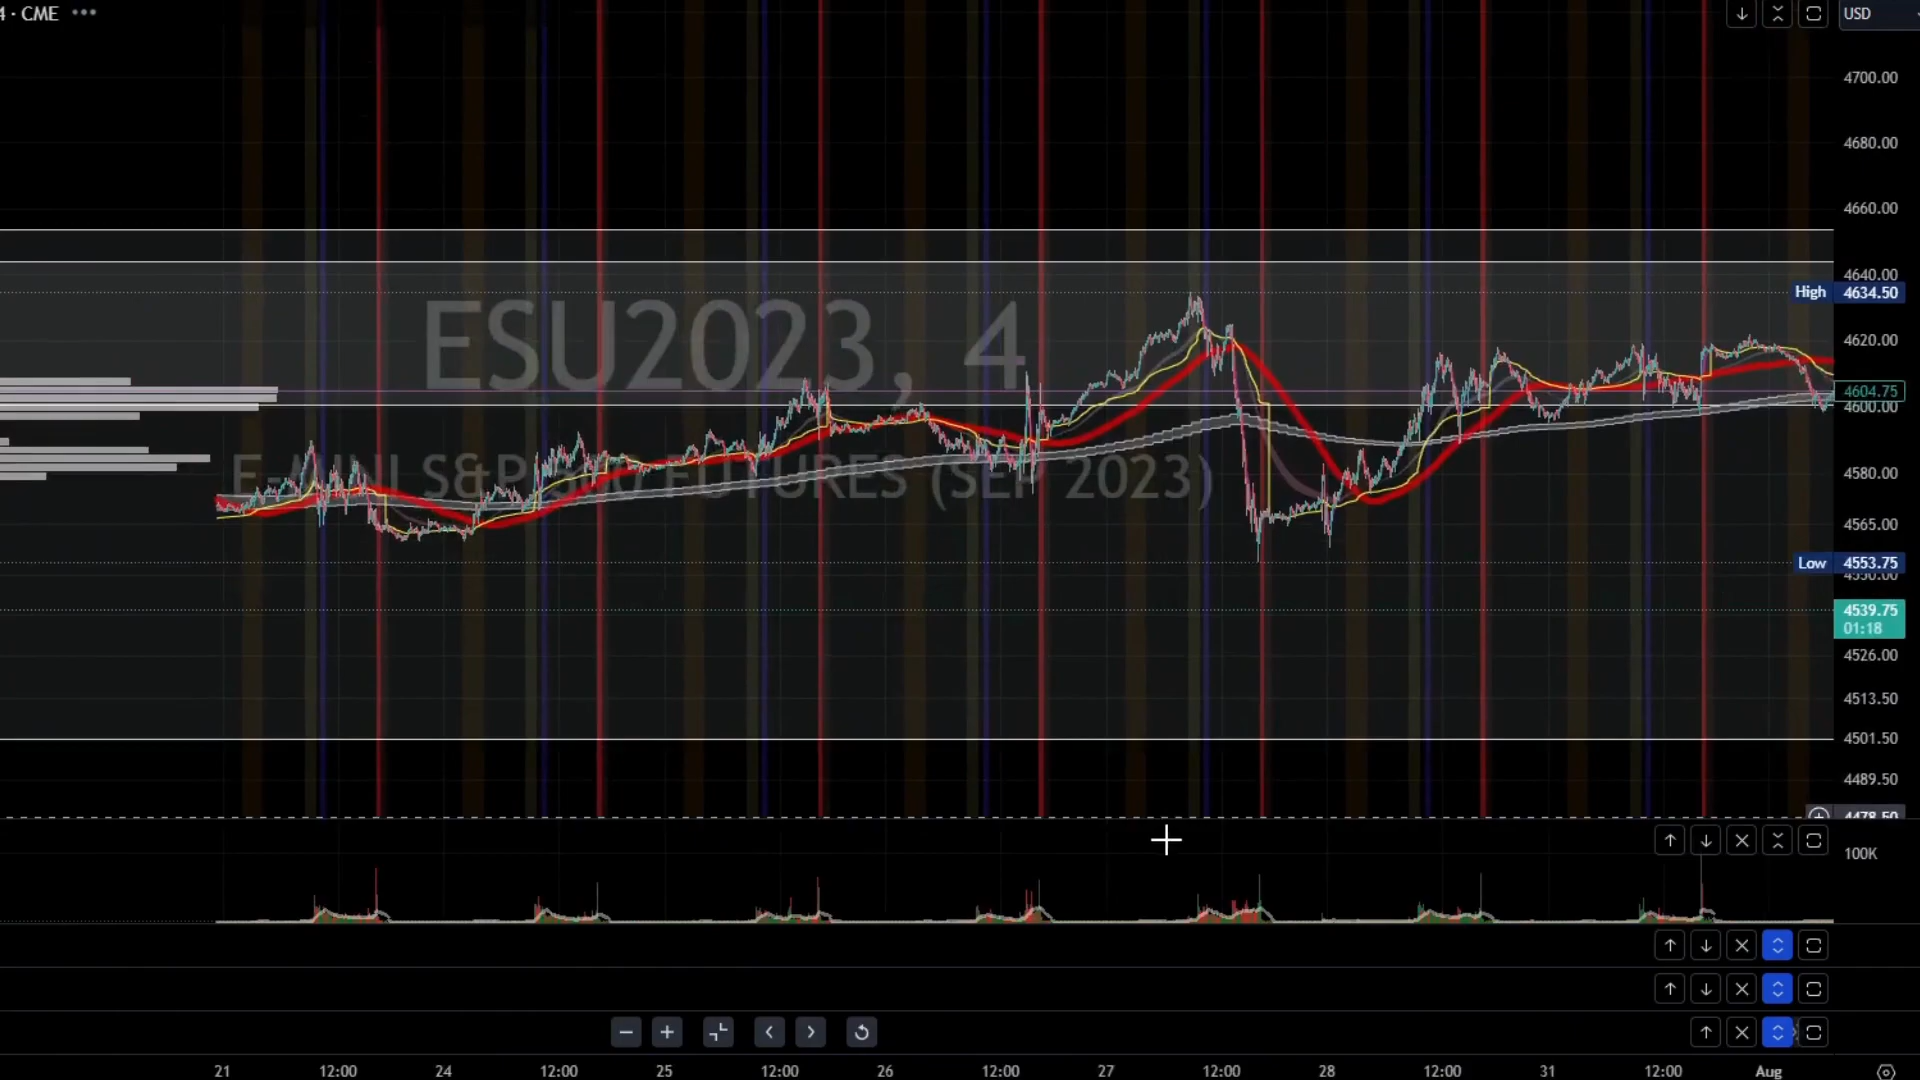 4 · CME
USD
4700.00
4680.00
4660.00
4640.00
High 4634.50
ESU2023, 4
4620.00
4604.75
4600.00
E-MINI S&P 500 FUTURES (SEP 2023)
4580.00
4565.00
Low 4553.75
4550.00
4539.75
01:18
4526.00
4513.50
4501.50
4489.50
4478.50
100K
21 12:00 24 12:00 25 12:00 26 12:00 27 12:00 28 12:00 31 12:00 Aug